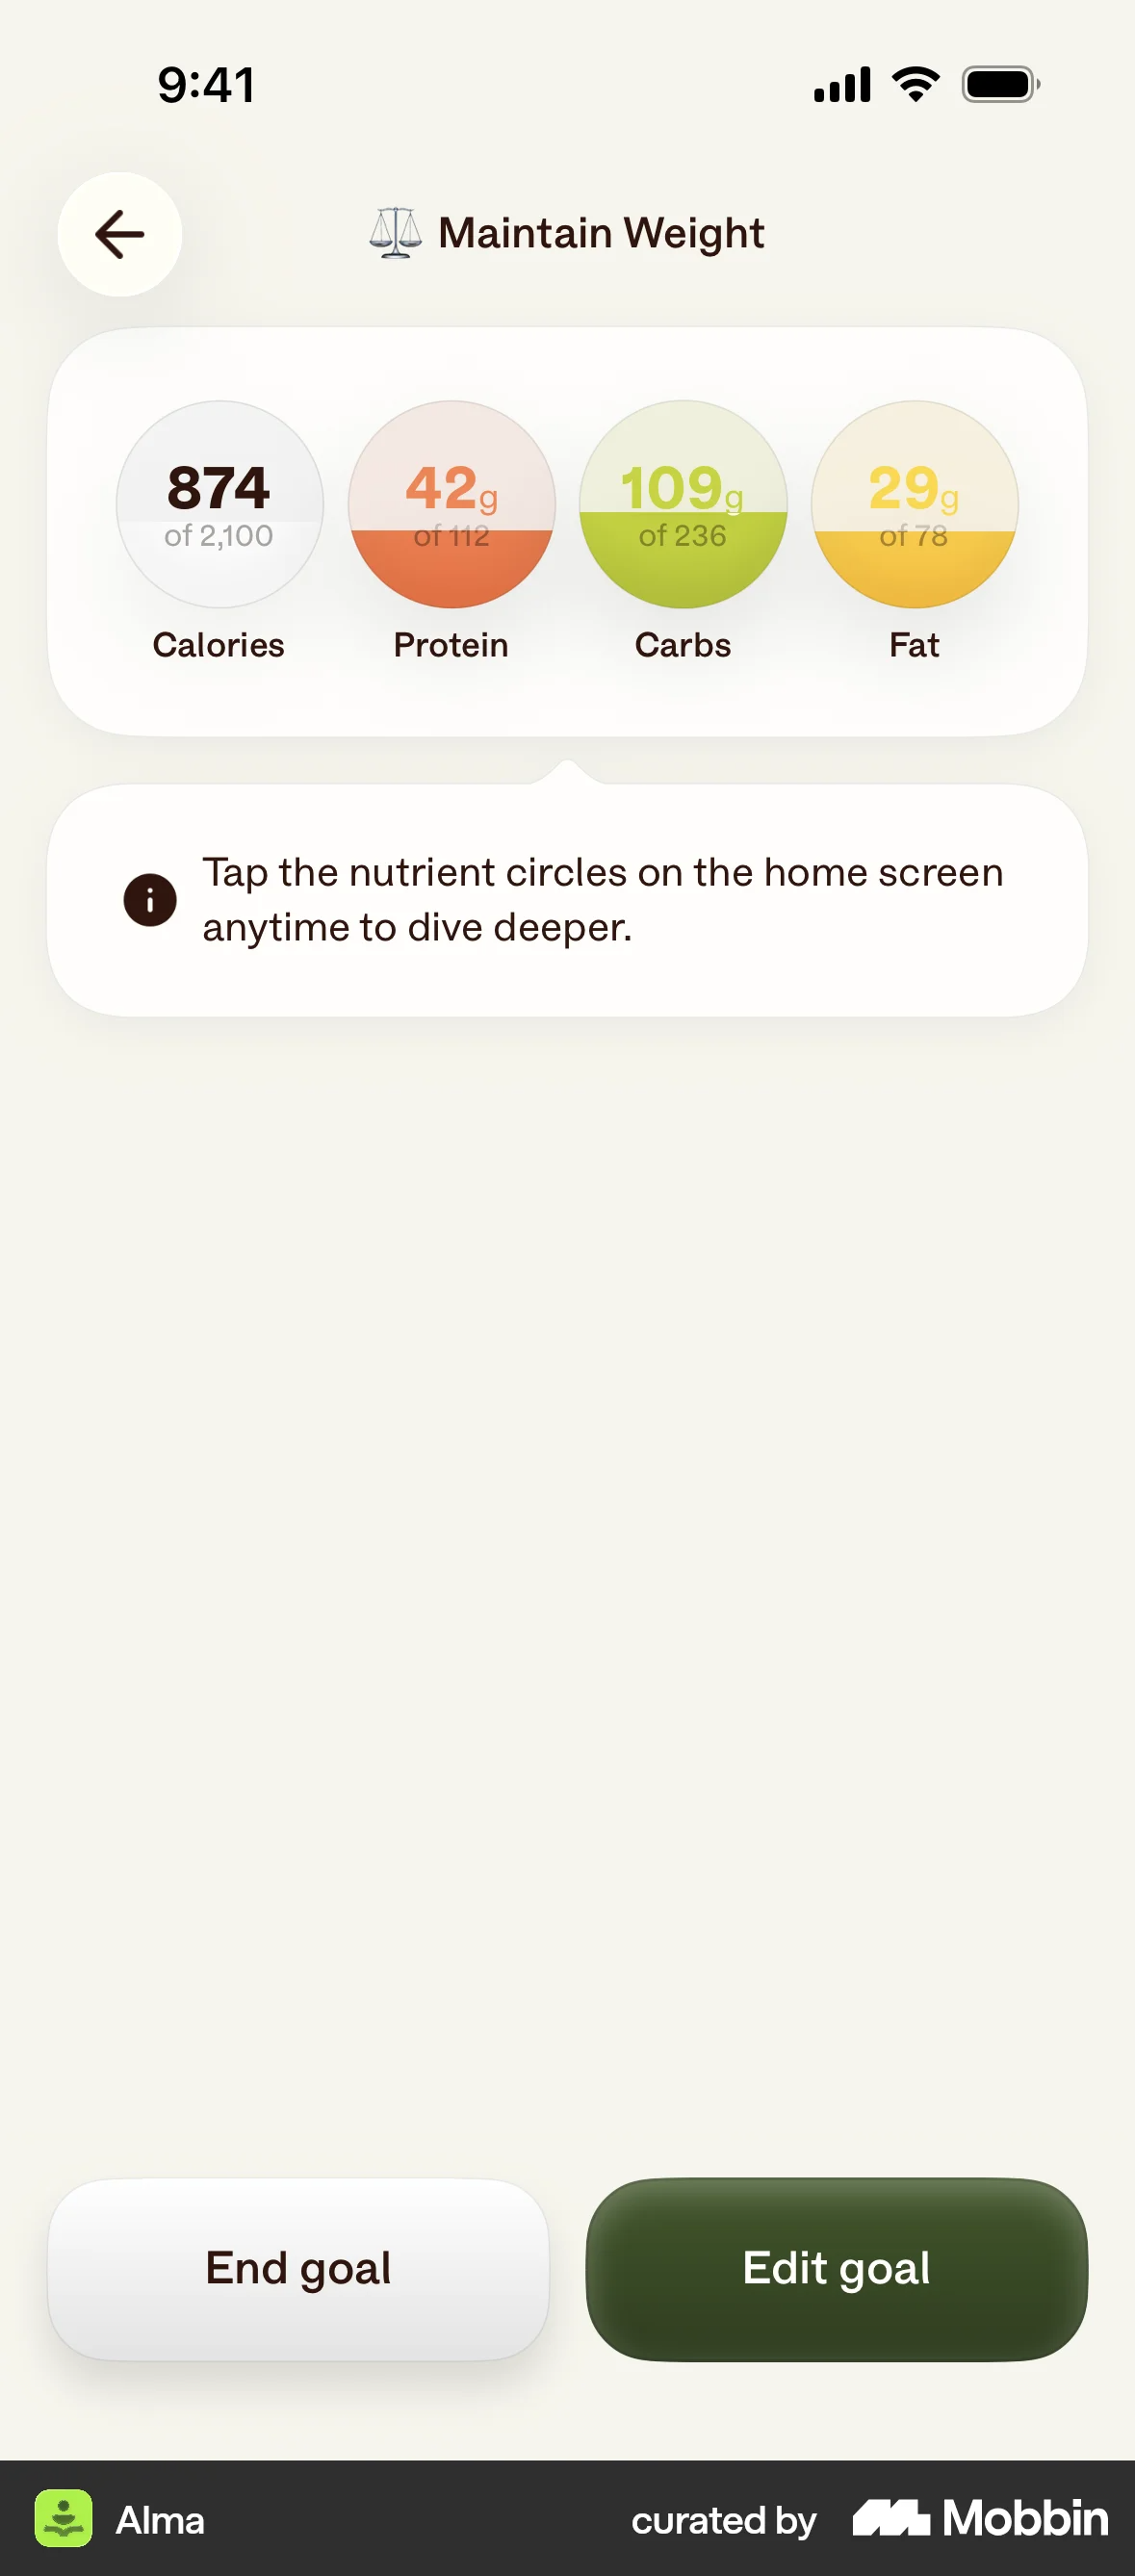 9:41
Maintain Weight
874
of 2,100
Calories
42g
of 112
Protein
109g
of 236
Carbs
29g
of 78
Fat
Tap the nutrient circles on the home screen
anytime to dive deeper.
End goal
Edit goal
Alma
curated by Mobbin